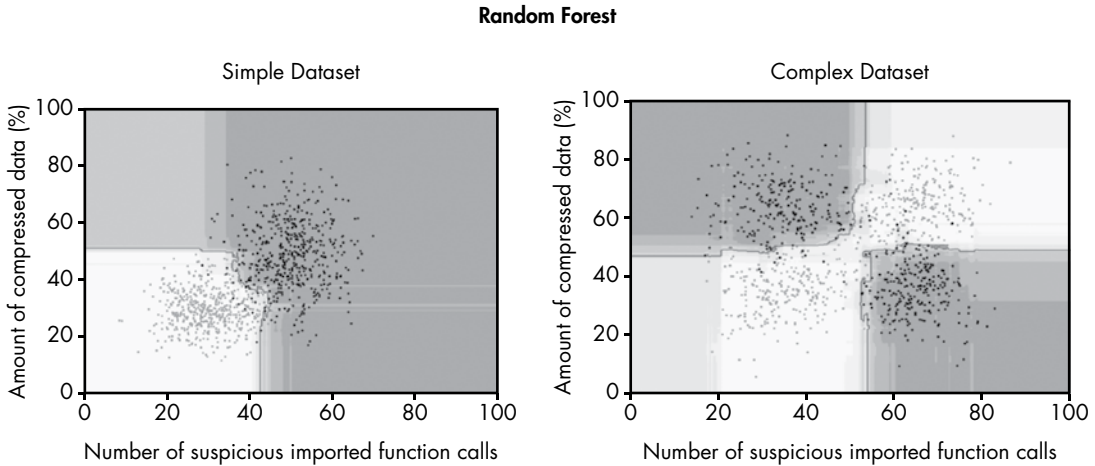 Random Forest
Simple Dataset
Amount of compressed data (%)
100
80
60
40
20
0
0 20 40 60 80 100
Number of suspicious imported function calls
Complex Dataset
Amount of compressed data (%)
100
80
60
40
20
0
0 20 40 60 80 100
Number of suspicious imported function calls